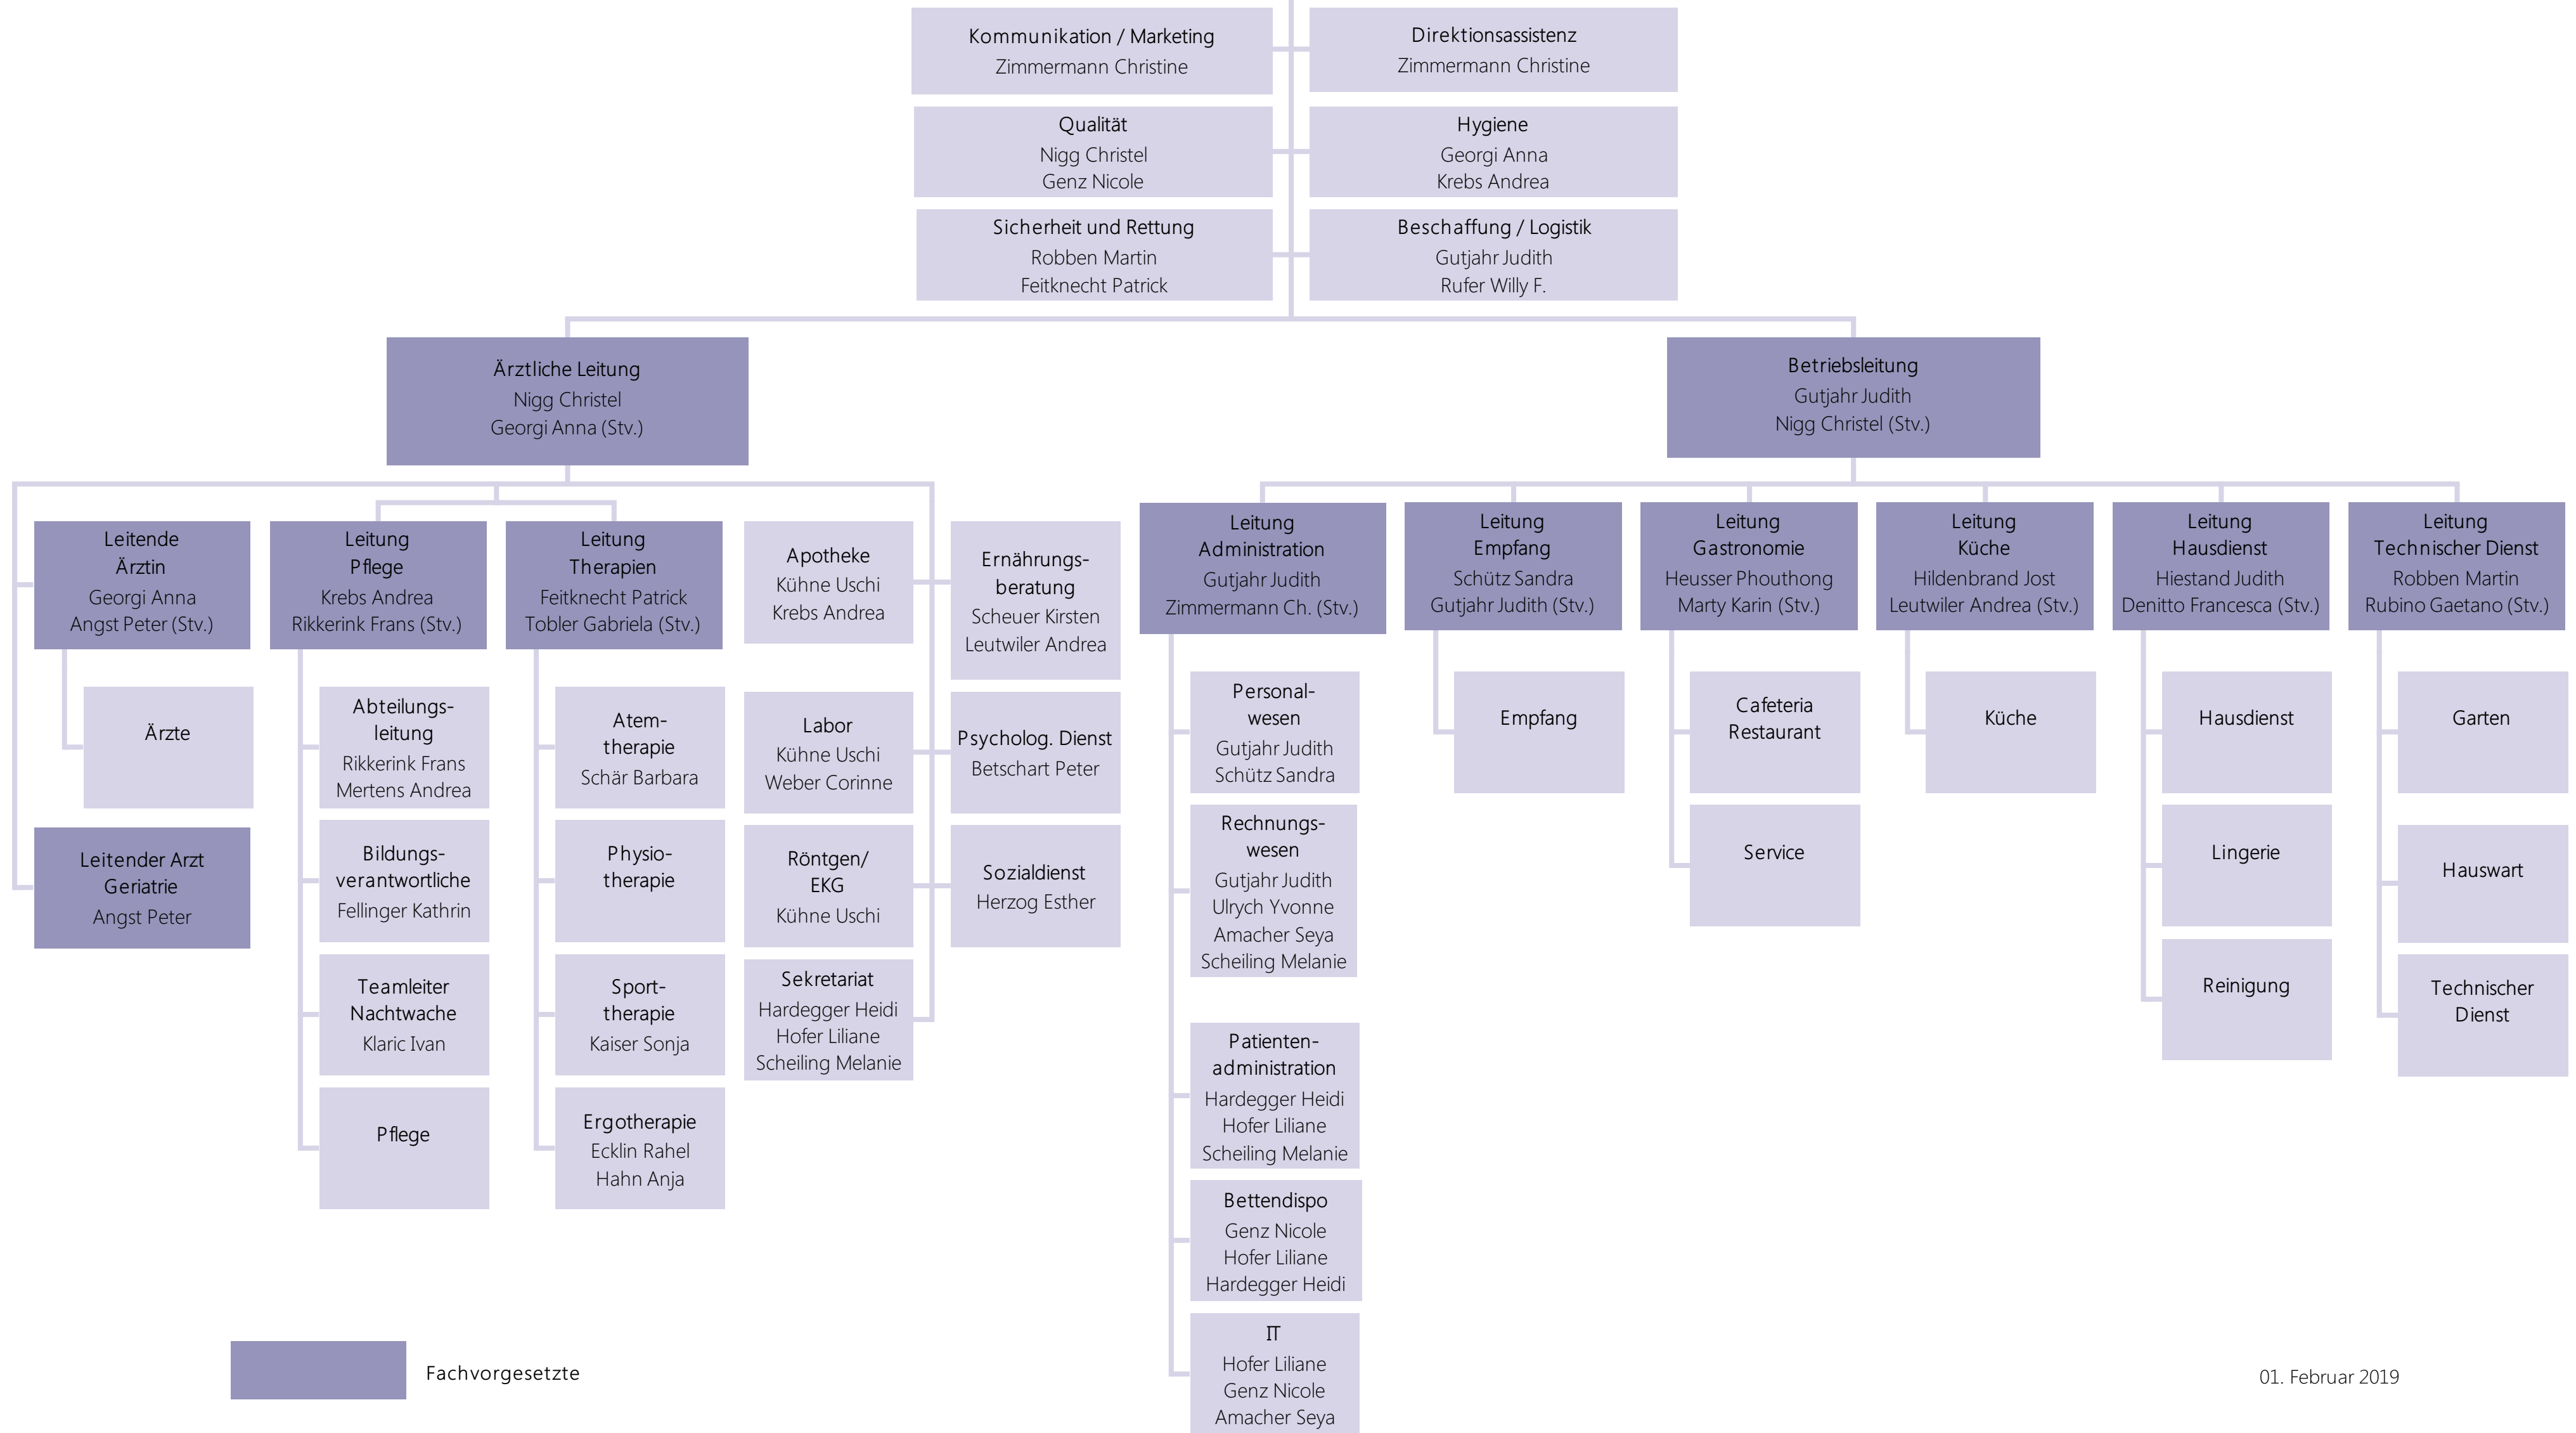 Kommunikation / Marketing
Zimmermann Christine
Direktionsassistenz
Zimmermann Christine
Qualität
Nigg Christel
Genz Nicole
Hygiene
Georgi Anna
Krebs Andrea
Sicherheit und Rettung
Robben Martin
Feitknecht Patrick
Beschaffung / Logistik
Gutjahr Judith
Rufer Willy F.
Ärztliche Leitung
Nigg Christel
Georgi Anna (Stv.)
Betriebsleitung
Gutjahr Judith
Nigg Christel (Stv.)
Leitende
Ärztin
Georgi Anna
Angst Peter (Stv.)
Ärzte
Leitender Arzt
Geriatrie
Angst Peter
Leitung
Pflege
Krebs Andrea
Rikkerink Frans (Stv.)
Abteilungs-
leitung
Rikkerink Frans
Mertens Andrea
Bildungs-
verantwortliche
Fellinger Kathrin
Teamleiter
Nachtwache
Klaric Ivan
Pflege
Leitung
Therapien
Feitknecht Patrick
Tobler Gabriela (Stv.)
Atem-
therapie
Schär Barbara
Physio-
therapie
Sport-
therapie
Kaiser Sonja
Ergotherapie
Ecklin Rahel
Hahn Anja
Apotheke
Kühne Uschi
Krebs Andrea
Labor
Kühne Uschi
Weber Corinne
Röntgen/
EKG
Kühne Uschi
Sekretariat
Hardegger Heidi
Hofer Liliane
Scheiling Melanie
Ernährungs-
beratung
Scheuer Kirsten
Leutwiler Andrea
Psycholog. Dienst
Betschart Peter
Sozialdienst
Herzog Esther
Leitung
Administration
Gutjahr Judith
Zimmermann Ch. (Stv.)
Personal-
wesen
Gutjahr Judith
Schütz Sandra
Rechnungs-
wesen
Gutjahr Judith
Ulrych Yvonne
Amacher Seya
Scheiling Melanie
Patienten-
administration
Hardegger Heidi
Hofer Liliane
Scheiling Melanie
Bettendispo
Genz Nicole
Hofer Liliane
Hardegger Heidi
IT
Hofer Liliane
Genz Nicole
Amacher Seya
Leitung
Empfang
Schütz Sandra
Gutjahr Judith (Stv.)
Empfang
Leitung
Gastronomie
Heusser Phouthong
Marty Karin (Stv.)
Cafeteria
Restaurant
Service
Leitung
Küche
Hildenbrand Jost
Leutwiler Andrea (Stv.)
Küche
Leitung
Hausdienst
Hiestand Judith
Denitto Francesca (Stv.)
Hausdienst
Lingerie
Reinigung
Leitung
Technischer Dienst
Robben Martin
Rubino Gaetano (Stv.)
Garten
Hauswart
Technischer
Dienst
Fachvorgesetzte
01. Februar 2019